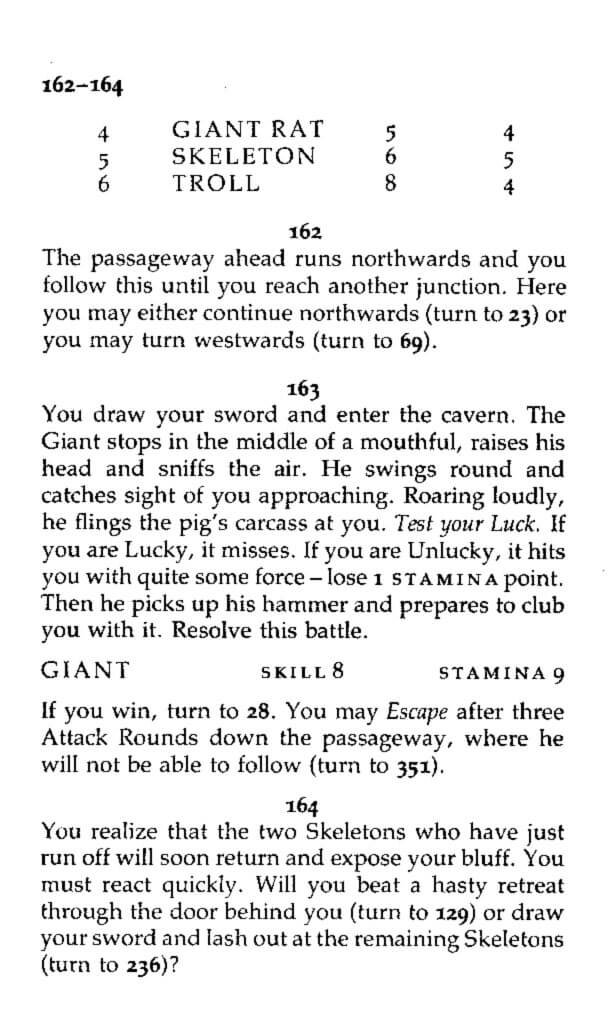 162–164
4 GIANT RAT 5 4
5 SKELETON 6 5
6 TROLL 8 4
162
The passageway ahead runs northwards and you
follow this until you reach another junction. Here
you may either continue northwards (turn to 23) or
you may turn westwards (turn to 69).
163
You draw your sword and enter the cavern. The
Giant stops in the middle of a mouthful, raises his
head and sniffs the air. He swings round and
catches sight of you approaching. Roaring loudly,
he flings the pig's carcass at you. Test your Luck. If
you are Lucky, it misses. If you are Unlucky, it hits
you with quite some force – lose 1 STAMINA point.
Then he picks up his hammer and prepares to club
you with it. Resolve this battle.
GIANT SKILL 8 STAMINA 9
If you win, turn to 28. You may Escape after three
Attack Rounds down the passageway, where he
will not be able to follow (turn to 351).
164
You realize that the two Skeletons who have just
run off will soon return and expose your bluff. You
must react quickly. Will you beat a hasty retreat
through the door behind you (turn to 129) or draw
your sword and lash out at the remaining Skeletons
(turn to 236)?